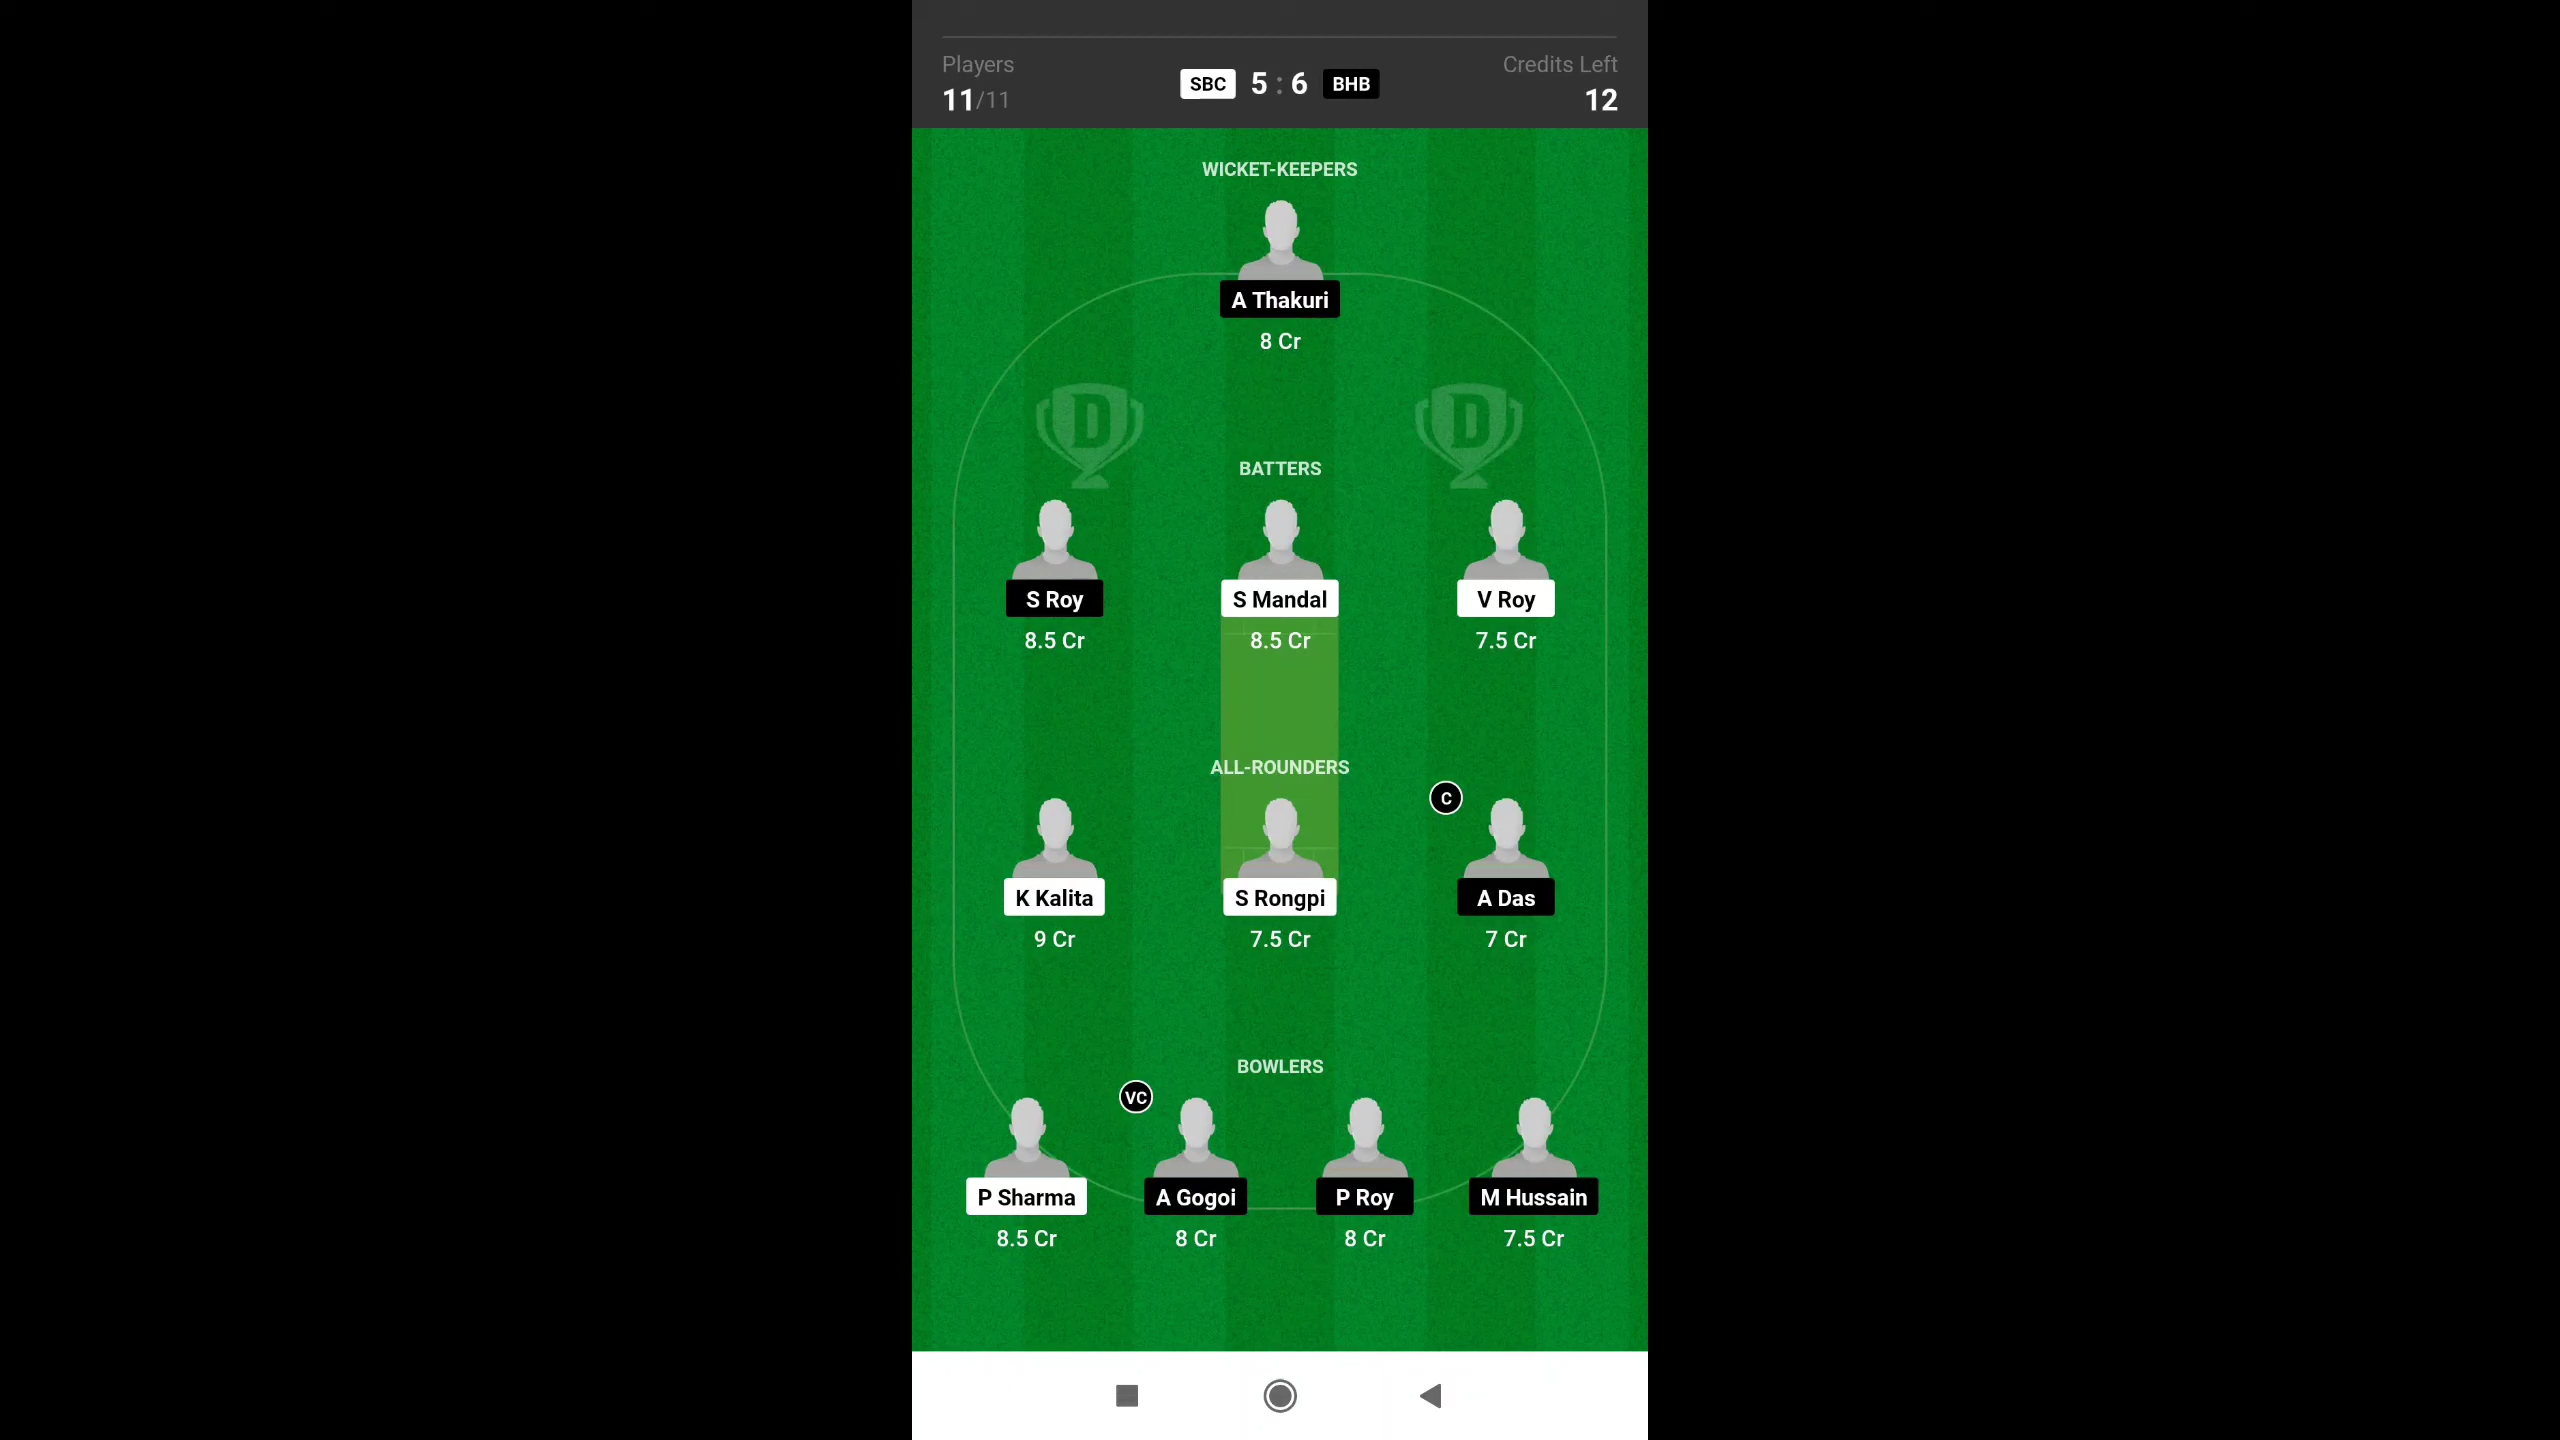 Players
11/11
SBC 5 : 6 BHB
Credits Left
12
WICKET-KEEPERS
A Thakuri
8 Cr
D D
BATTERS
S Roy S Mandal V Roy
8.5 Cr 8.5 Cr 7.5 Cr
ALL-ROUNDERS
C
K Kalita S Rongpi A Das
9 Cr 7.5 Cr 7 Cr
BOWLERS
VC
P Sharma A Gogoi P Roy M Hussain
8.5 Cr 8 Cr 8 Cr 7.5 Cr